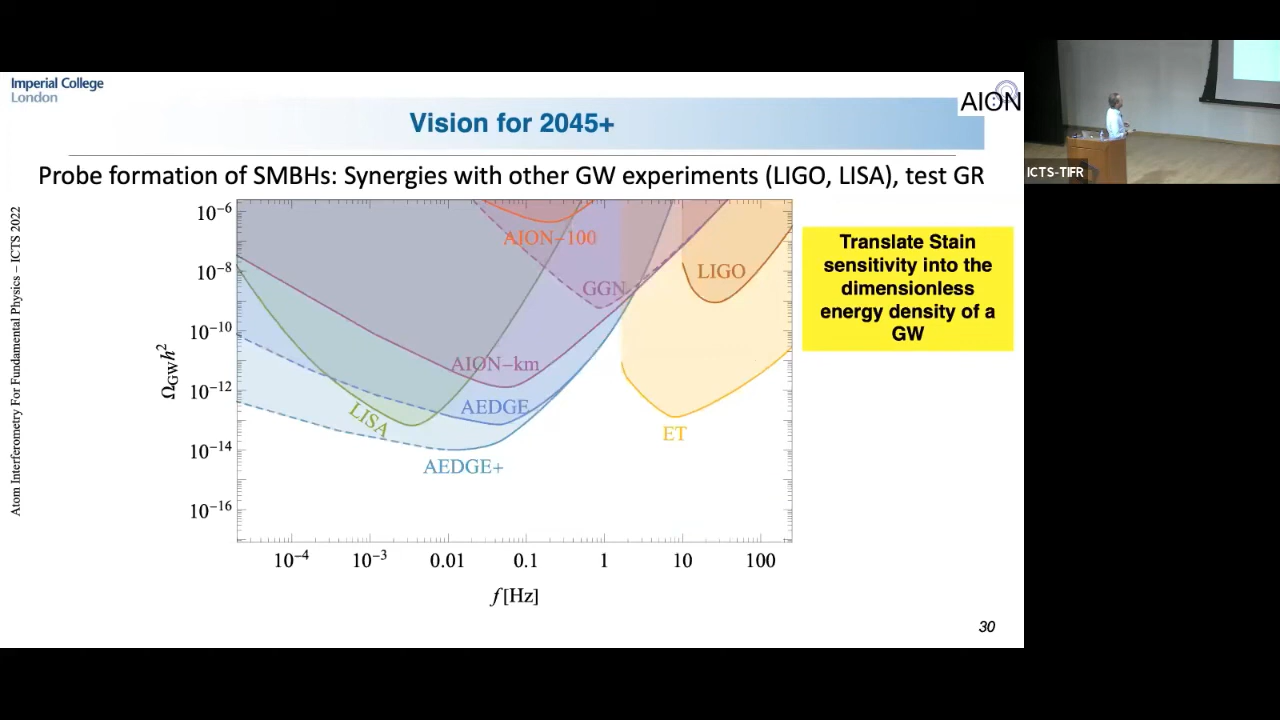 Imperial College
London
AION
Vision for 2045+
Probe formation of SMBHs: Synergies with other GW experiments (LIGO, LISA), test GR
Atom Interferometry For Fundamental Physics – ICTS 2022
Translate Stain
sensitivity into the
dimensionless
energy density of a
GW
Ω_GW h²
10⁻⁶
10⁻⁸
10⁻¹⁰
10⁻¹²
10⁻¹⁴
10⁻¹⁶
AION-100
GGN
LIGO
AION-km
AEDGE
LISA
ET
AEDGE+
10⁻⁴ 10⁻³ 0.01 0.1 1 10 100
f [Hz]
30
ICTS-TIFR